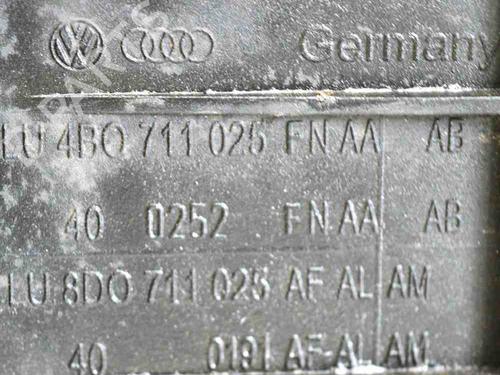 Germany
LU 4B0 711 025 FN AA AB
40 0252 FN AA AB
LU 8D0 711 025 AF AL AM
40 0191 AF-AL AM